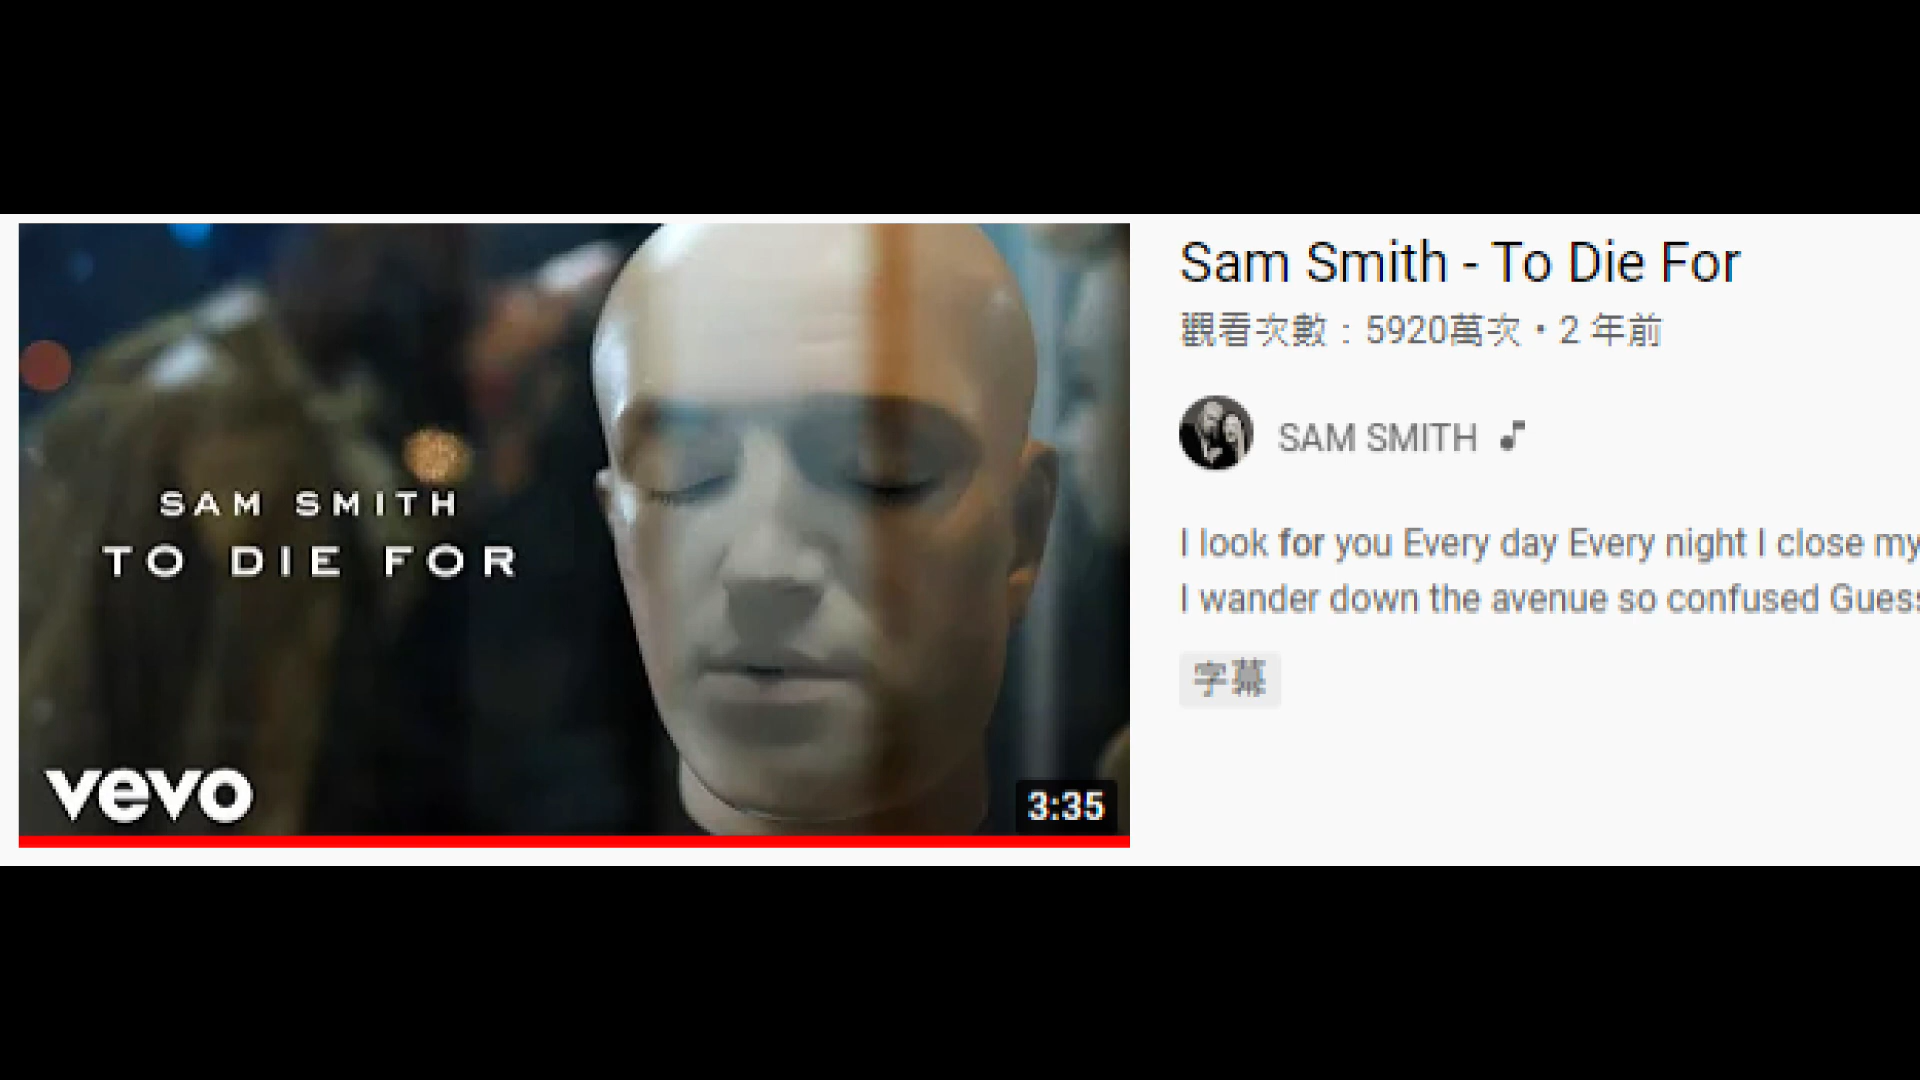 SAM SMITH
TO DIE FOR
vevo
3:35
Sam Smith - To Die For
觀看次數：5920萬次・2 年前
SAM SMITH
I look for you Every day Every night I close my
I wander down the avenue so confused Guess
字幕